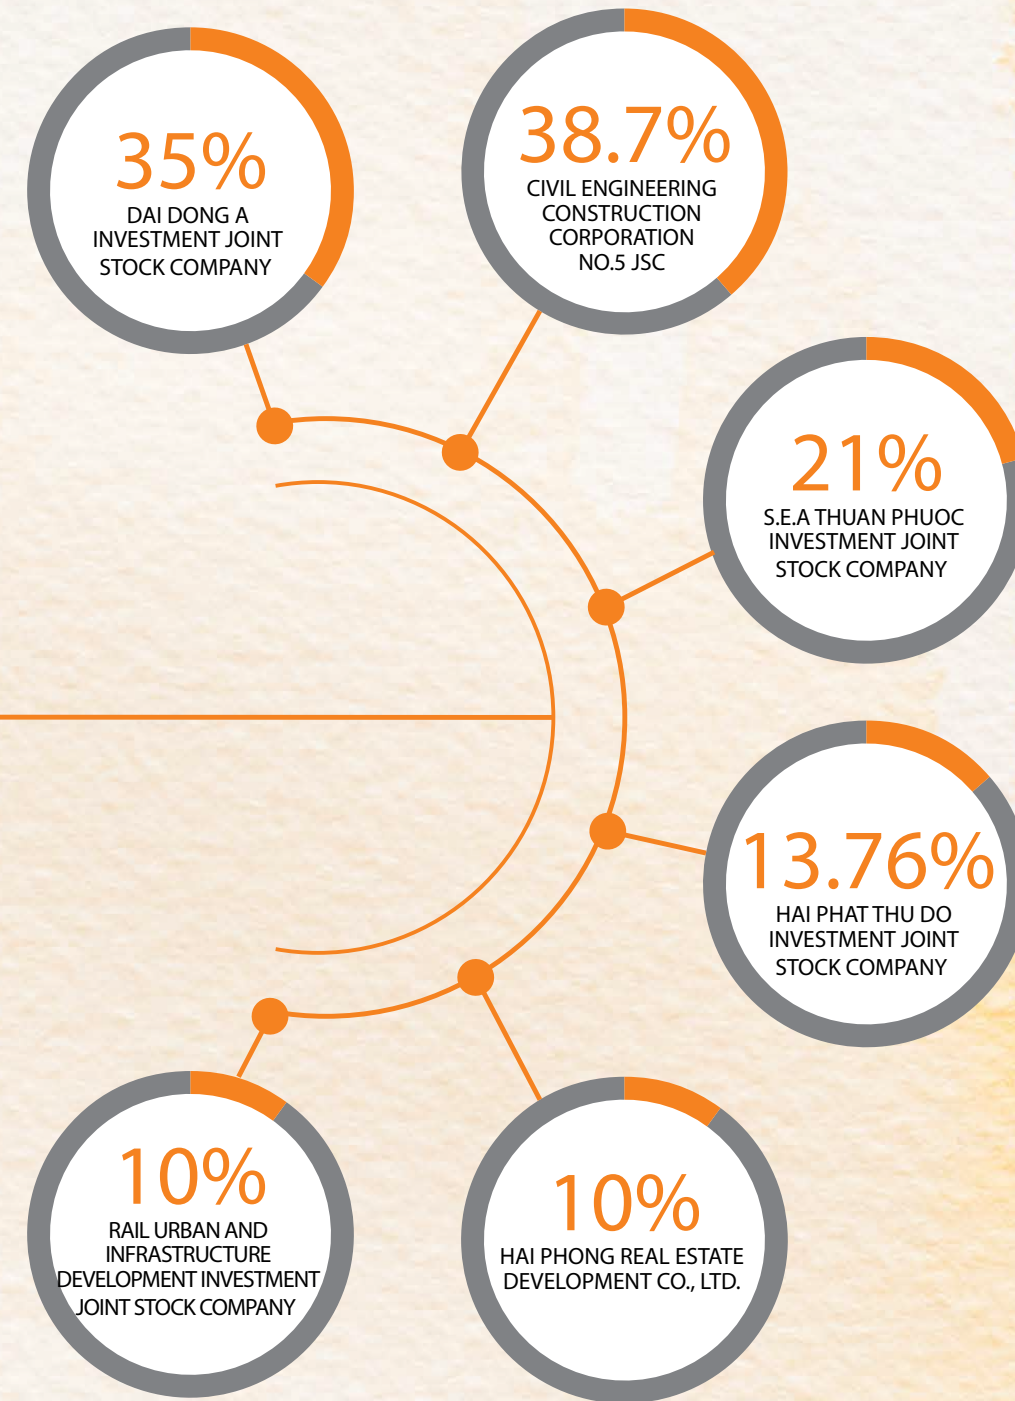 35%
DAI DONG A
INVESTMENT JOINT
STOCK COMPANY
38.7%
CIVIL ENGINEERING
CONSTRUCTION
CORPORATION
NO.5 JSC
21%
S.E.A THUAN PHUOC
INVESTMENT JOINT
STOCK COMPANY
13.76%
HAI PHAT THU DO
INVESTMENT JOINT
STOCK COMPANY
10%
RAIL URBAN AND
INFRASTRUCTURE
DEVELOPMENT INVESTMENT
JOINT STOCK COMPANY
10%
HAI PHONG REAL ESTATE
DEVELOPMENT CO., LTD.